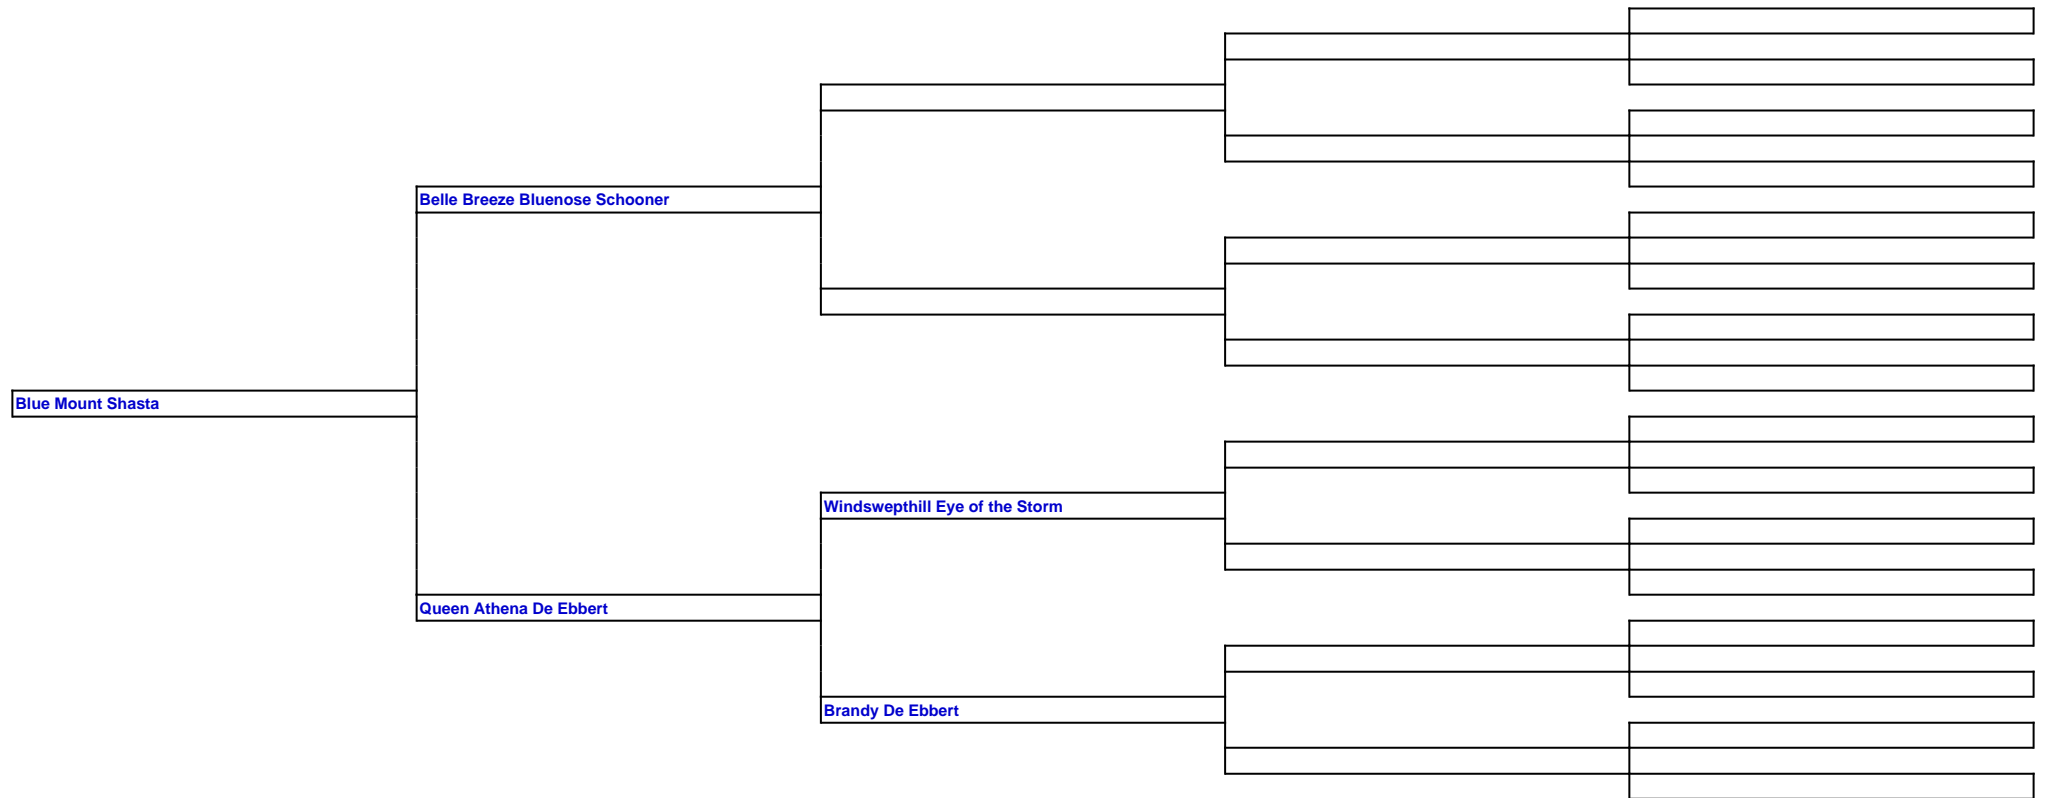 Belle Breeze Bluenose Schooner
Blue Mount Shasta
Windswepthill Eye of the Storm
Queen Athena De Ebbert
Brandy De Ebbert